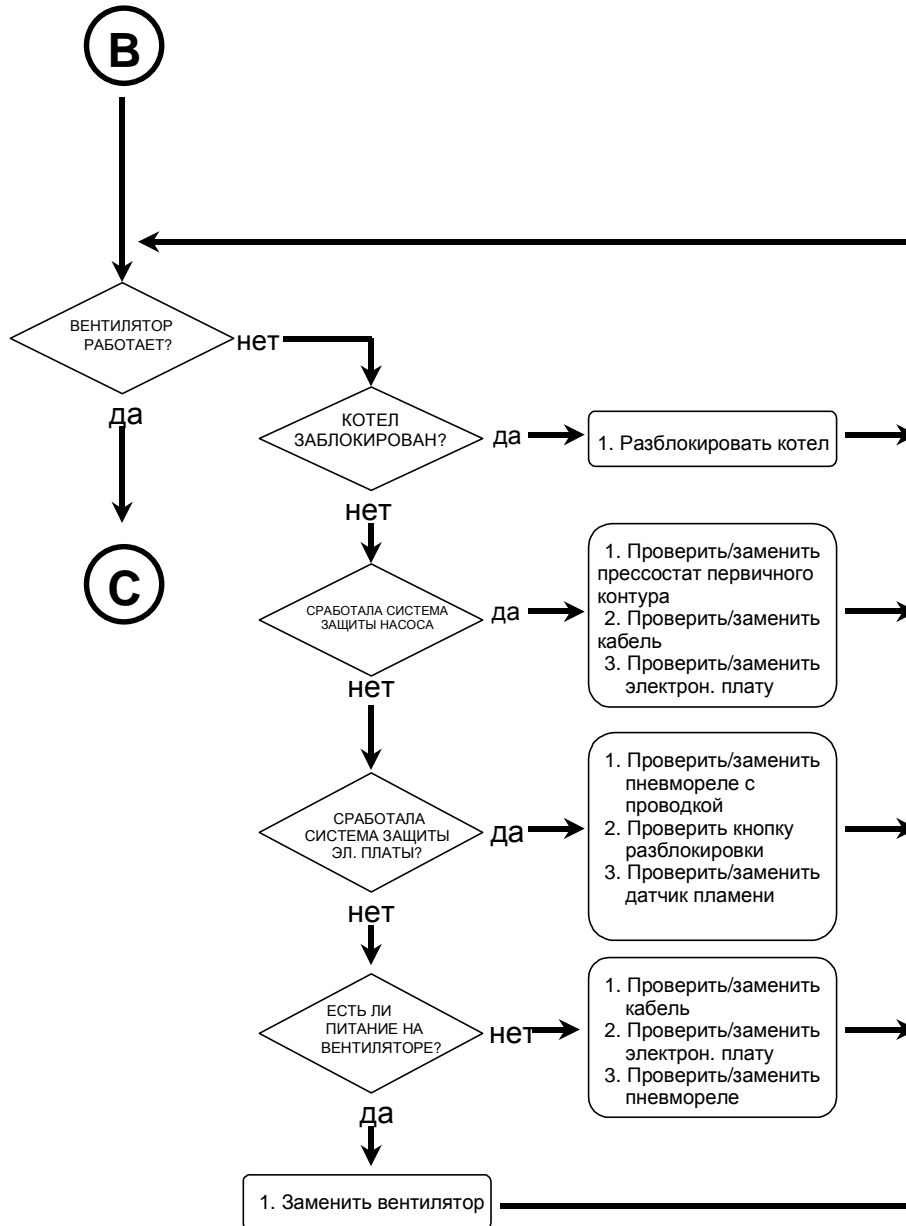 B
ВЕНТИЛЯТОР
РАБОТАЕТ?
нет
да
C
КОТЕЛ
ЗАБЛОКИРОВАН?
да
1. Разблокировать котел
нет
СРАБОТАЛА СИСТЕМА
ЗАЩИТЫ НАСОСА
да
1. Проверить/заменить
прессостат первичного
контура
2. Проверить/заменить
кабель
3. Проверить/заменить
электрон. плату
нет
СРАБОТАЛА
СИСТЕМА ЗАЩИТЫ
ЭЛ. ПЛАТЫ?
да
1. Проверить/заменить
пневмореле с
проводкой
2. Проверить кнопку
разблокировки
3. Проверить/заменить
датчик пламени
нет
ЕСТЬ ЛИ
ПИТАНИЕ НА
ВЕНТИЛЯТОРЕ?
нет
1. Проверить/заменить
кабель
2. Проверить/заменить
электрон. плату
3. Проверить/заменить
пневмореле
да
1. Заменить вентилятор